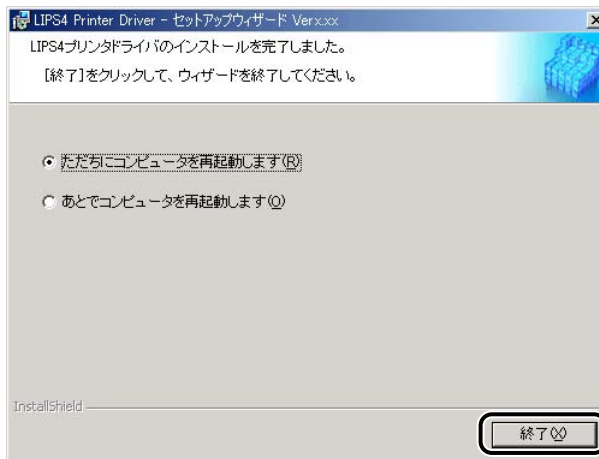 LIPS4 Printer Driver - セットアップウィザード Verx.xx
LIPS4プリンタドライバのインストールを完了しました。
[終了]をクリックして、ウィザードを終了してください。
ただちにコンピュータを再起動します(R)
あとでコンピュータを再起動します(O)
InstallShield
終了(X)